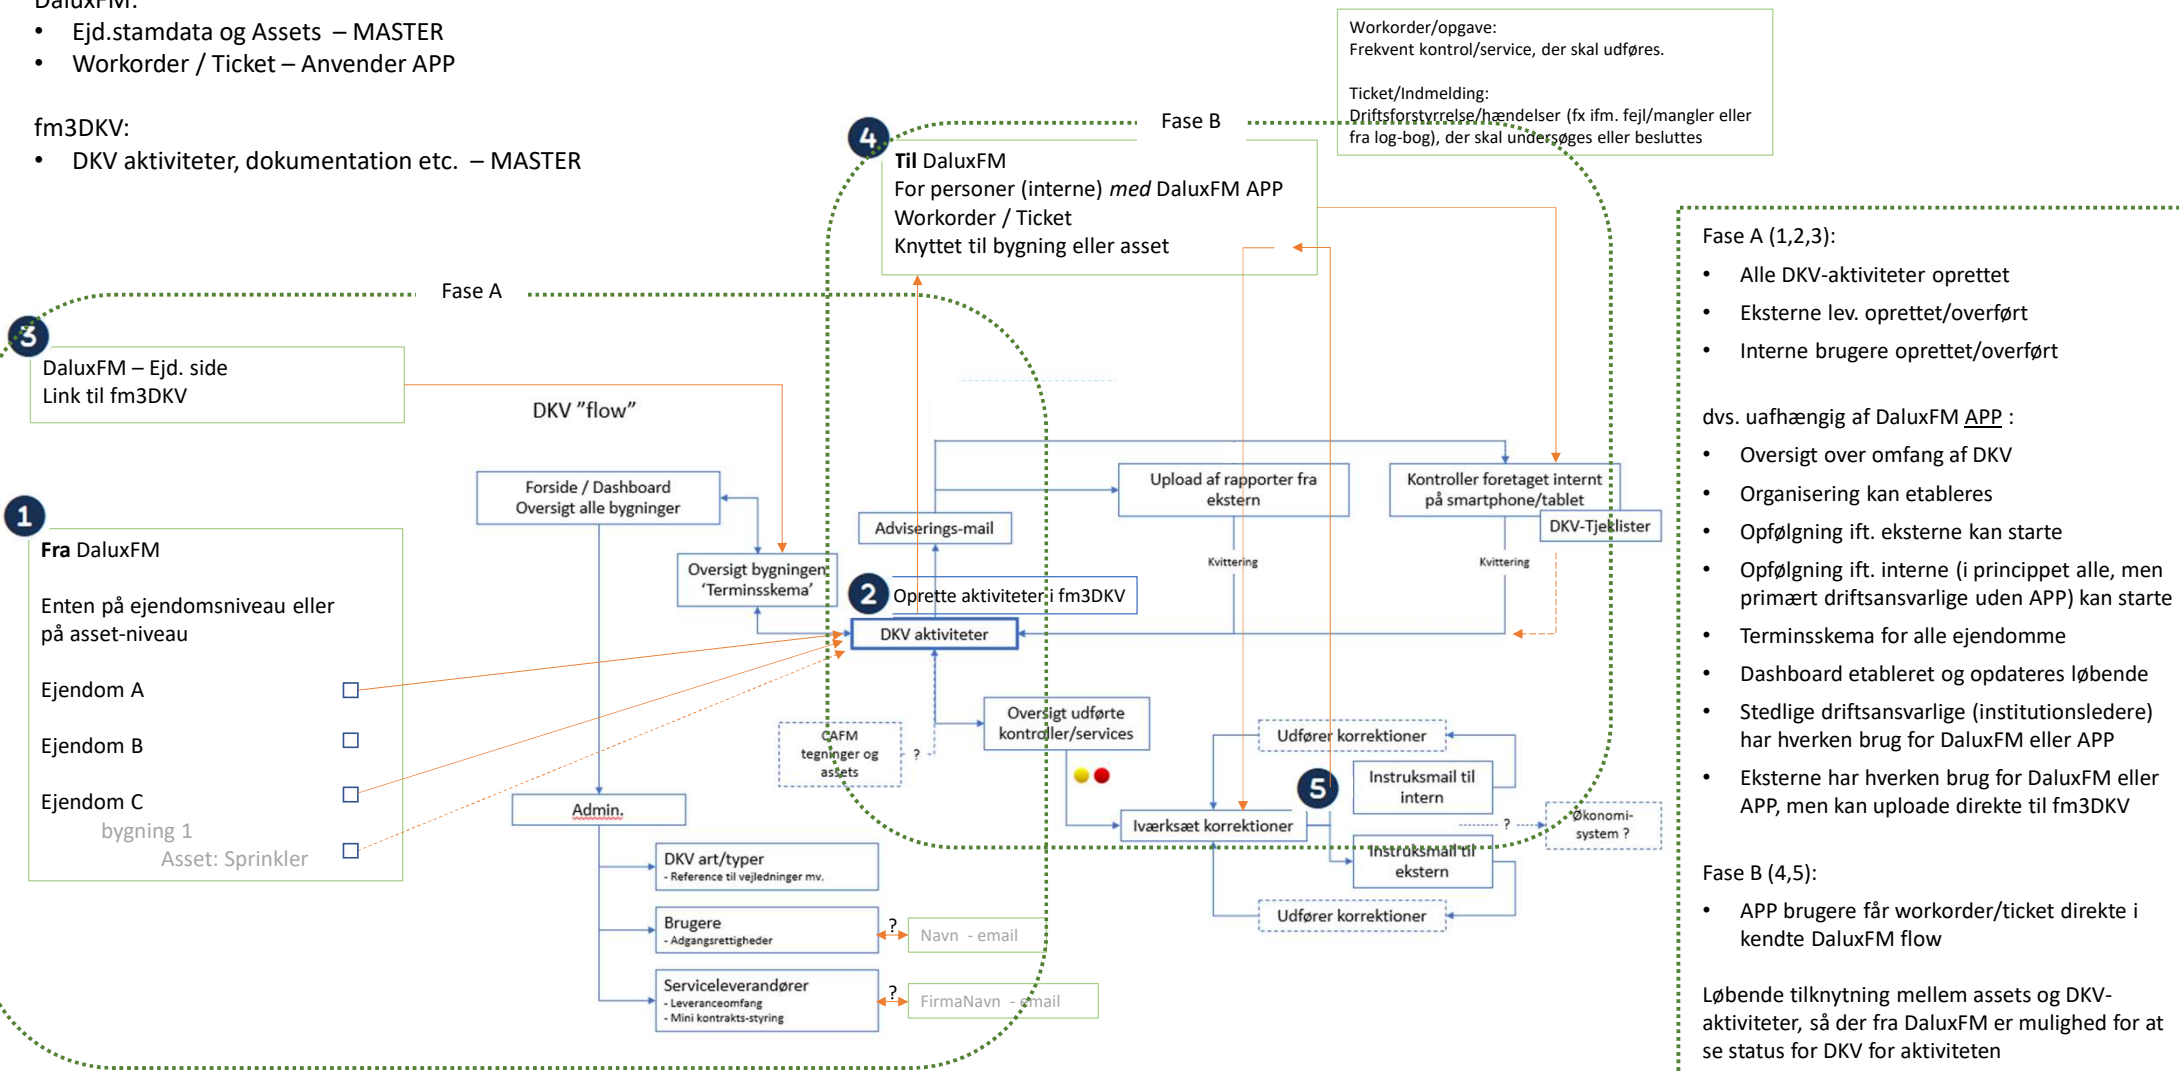 DaluxFM:
• Ejd.stamdata og Assets – MASTER
• Workorder / Ticket – Anvender APP
fm3DKV:
• DKV aktiviteter, dokumentation etc. – MASTER
Workorder/opgave:
Frekvent kontrol/service, der skal udføres.
Ticket/Indmelding:
Driftsforstyrrelse/hændelser (fx ifm. fejl/mangler eller
fra log-bog), der skal undersøges eller besluttes
Fase B
4
Til DaluxFM
For personer (interne) med DaluxFM APP
Workorder / Ticket
Knyttet til bygning eller asset
Fase A
3
DaluxFM – Ejd. side
Link til fm3DKV
DKV "flow"
1
Fra DaluxFM
Enten på ejendomsniveau eller
på asset-niveau
Ejendom A
Ejendom B
Ejendom C
bygning 1
Asset: Sprinkler
Forside / Dashboard
Oversigt alle bygninger
Oversigt bygningen
'Terminsskema'
Adviserings-mail
2
Oprette aktiviteter i fm3DKV
DKV aktiviteter
Upload af rapporter fra
ekstern
Kvittering
Kontroller foretaget internt
på smartphone/tablet
DKV-Tjeklister
Kvittering
CAFM
tegninger og
assets
?
Oversigt udførte
kontroller/services
Udfører korrektioner
5
Instruksmail til
intern
Iværksæt korrektioner
?
Økonomi-
system ?
Instruksmail til
ekstern
Udfører korrektioner
Admin.
DKV art/typer
- Reference til vejledninger mv.
Brugere
- Adgangsrettigheder
?
Navn - email
Serviceleverandører
- Leveranceomfang
- Mini kontrakts-styring
?
FirmaNavn - email
Fase A (1,2,3):
• Alle DKV-aktiviteter oprettet
• Eksterne lev. oprettet/overført
• Interne brugere oprettet/overført
dvs. uafhængig af DaluxFM APP :
• Oversigt over omfang af DKV
• Organisering kan etableres
• Opfølgning ift. eksterne kan starte
• Opfølgning ift. interne (i princippet alle, men
primært driftsansvarlige uden APP) kan starte
• Terminsskema for alle ejendomme
• Dashboard etableret og opdateres løbende
• Stedlige driftsansvarlige (institutionsledere)
har hverken brug for DaluxFM eller APP
• Eksterne har hverken brug for DaluxFM eller
APP, men kan uploade direkte til fm3DKV
Fase B (4,5):
• APP brugere får workorder/ticket direkte i
kendte DaluxFM flow
Løbende tilknytning mellem assets og DKV-
aktiviteter, så der fra DaluxFM er mulighed for at
se status for DKV for aktiviteten